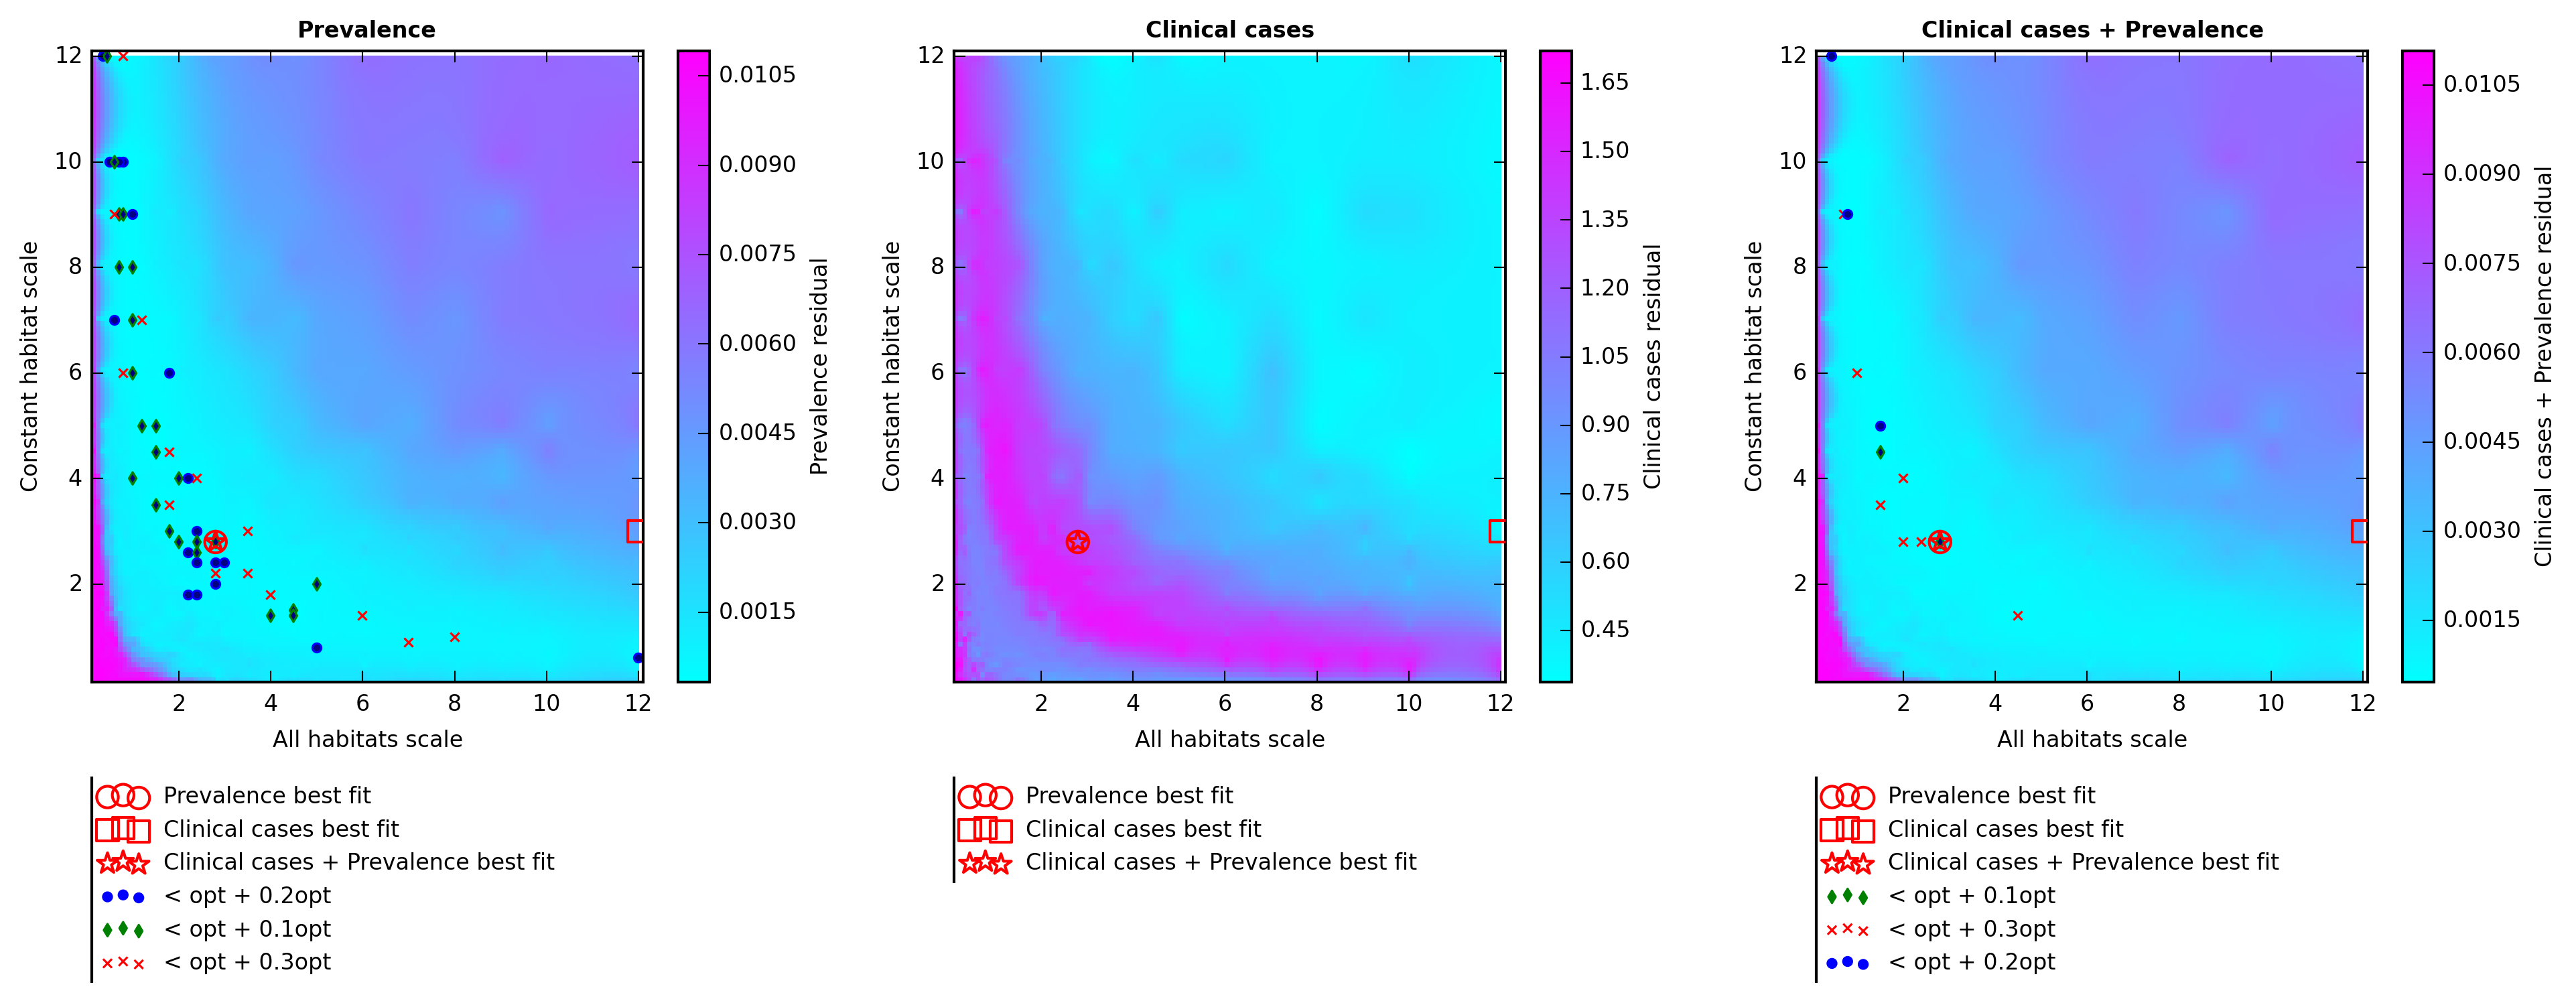 Prevalence
12
10
8
6
4
2
Constant habitat scale
2 4 6 8 10 12
All habitats scale
0.0105
0.0090
0.0075
0.0060
0.0045
0.0030
0.0015
Prevalence residual
Prevalence best fit
Clinical cases best fit
Clinical cases + Prevalence best fit
< opt + 0.2opt
< opt + 0.1opt
< opt + 0.3opt
Clinical cases
12
10
8
6
4
2
Constant habitat scale
2 4 6 8 10 12
All habitats scale
1.65
1.50
1.35
1.20
1.05
0.90
0.75
0.60
0.45
Clinical cases residual
Prevalence best fit
Clinical cases best fit
Clinical cases + Prevalence best fit
Clinical cases + Prevalence
12
10
8
6
4
2
Constant habitat scale
2 4 6 8 10 12
All habitats scale
0.0105
0.0090
0.0075
0.0060
0.0045
0.0030
0.0015
Clinical cases + Prevalence residual
Prevalence best fit
Clinical cases best fit
Clinical cases + Prevalence best fit
< opt + 0.1opt
< opt + 0.3opt
< opt + 0.2opt